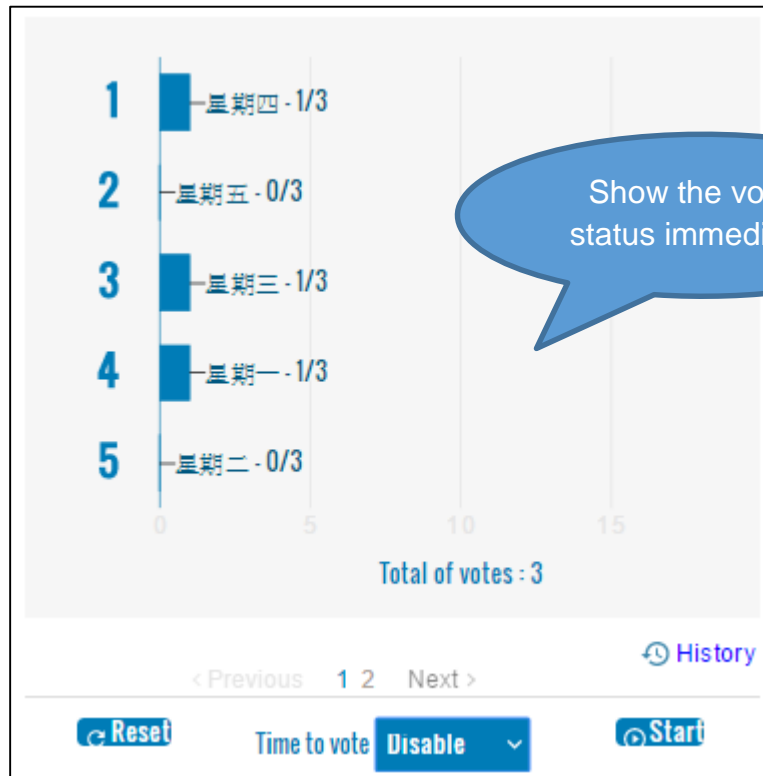 1 星期四 - 1/3
2 星期五 - 0/3
3 星期三 - 1/3
4 星期一 - 1/3
5 星期二 - 0/3
0 5 10 15
Total of votes : 3
Show the
status
History
< Previous 1 2 Next >
Reset Time to vote Disable Start